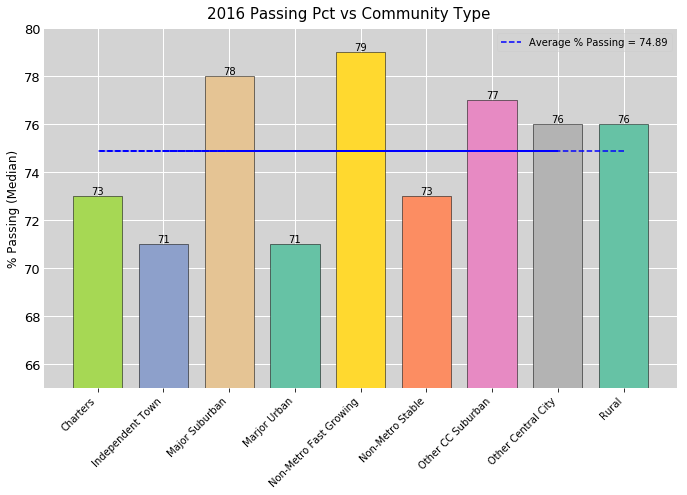 2016 Passing Pct vs Community Type
Average % Passing = 74.89
% Passing (Median)
80
78
76
74
72
70
68
66
73
71
78
71
79
73
77
76
76
Charters
Independent Town
Major Suburban
Marjor Urban
Non-Metro Fast Growing
Non-Metro Stable
Other CC Suburban
Other Central City
Rural